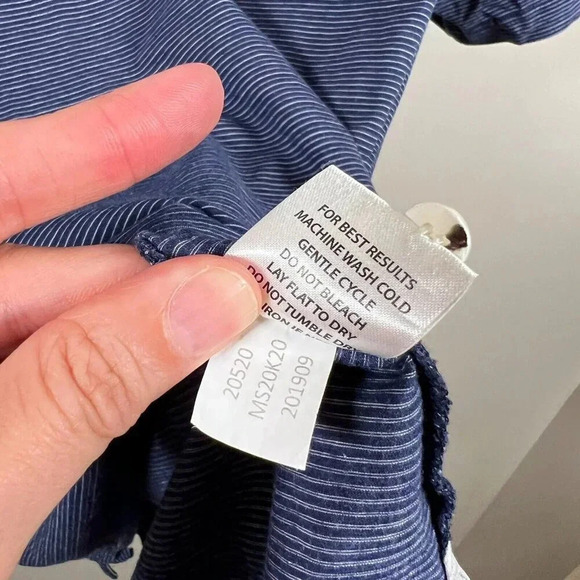 FOR BEST RESULTS
MACHINE WASH COLD
GENTLE CYCLE
DO NOT BLEACH
LAY FLAT TO DRY
DO NOT TUMBLE DRY
IRON
20520
MS20K20
201909